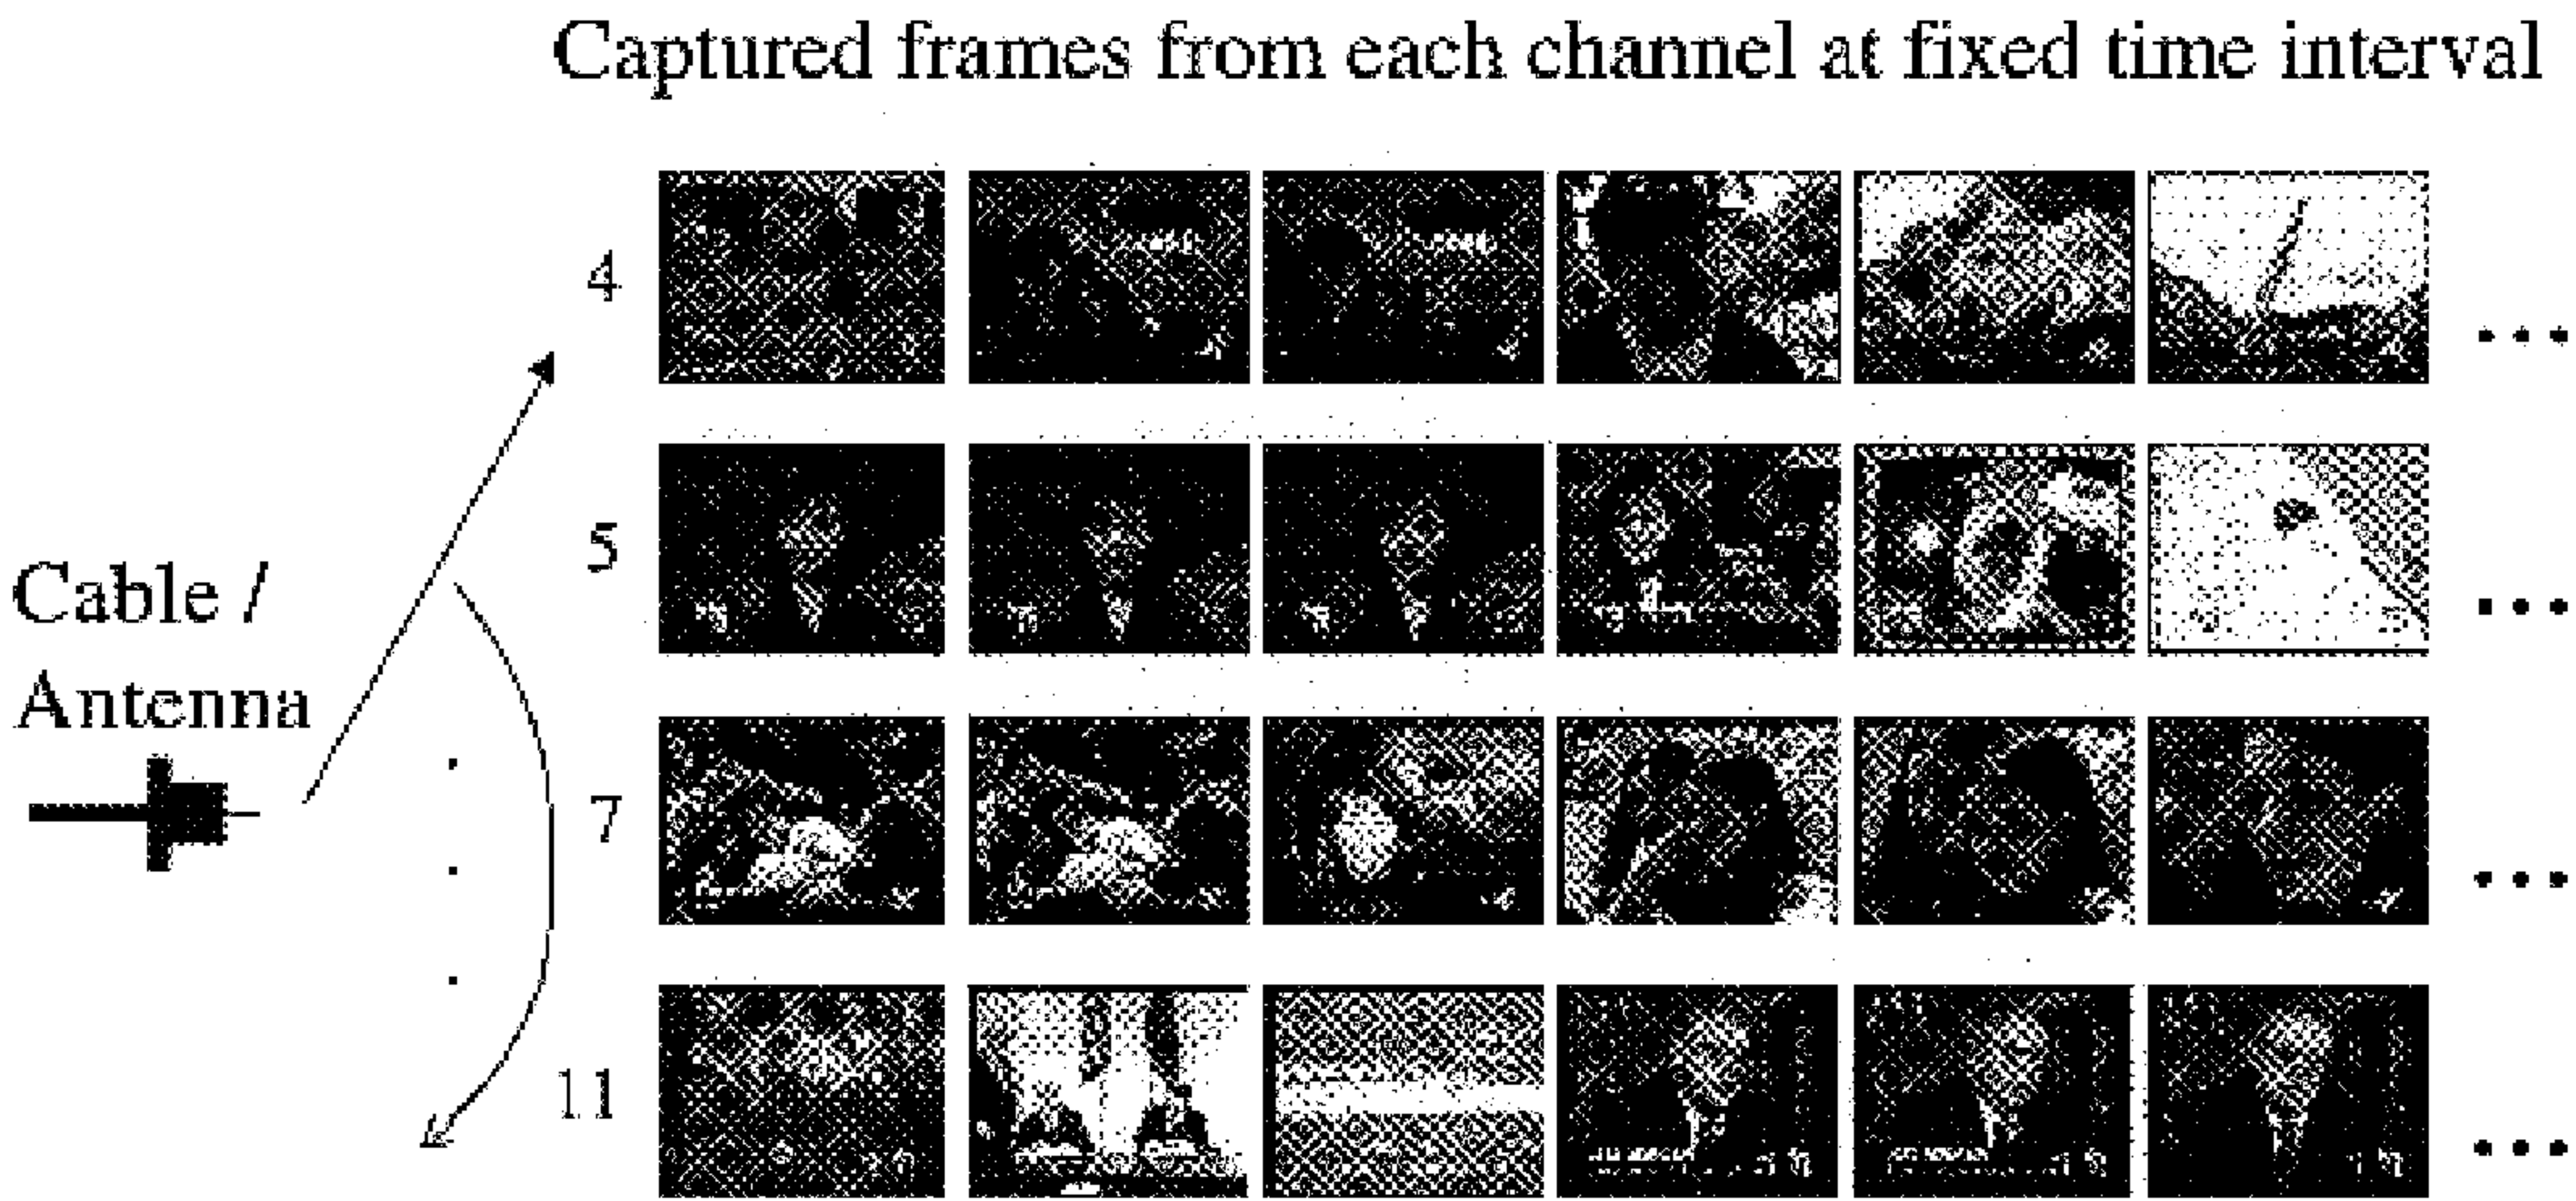 Captured frames from each channel at fixed time interval
4
...
5
...
Cable /
Antenna
7
...
11
...